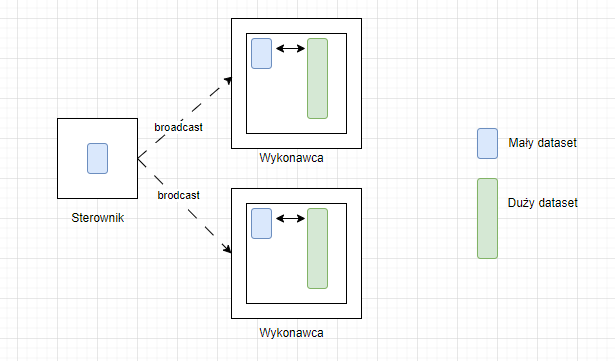 broadcast
Wykonawca
Mały dataset
brodcast
Duży dataset
Sterownik
Wykonawca